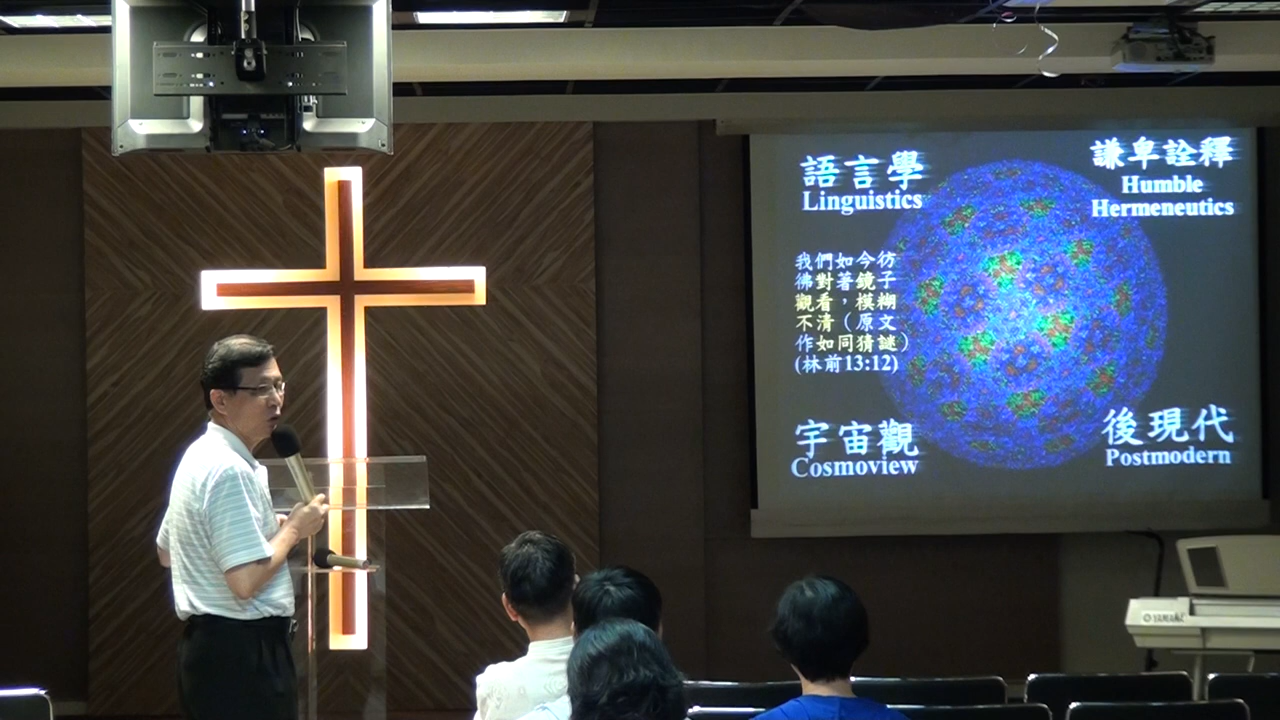 語言學
Linguistics
謙卑詮釋
Humble
Hermeneutics
我們如今彷
彿對著鏡子
觀看，模糊
不清（原文
作如同猜謎）
(林前13:12)
宇宙觀
Cosmoview
後現代
Postmodern
YAMAHA